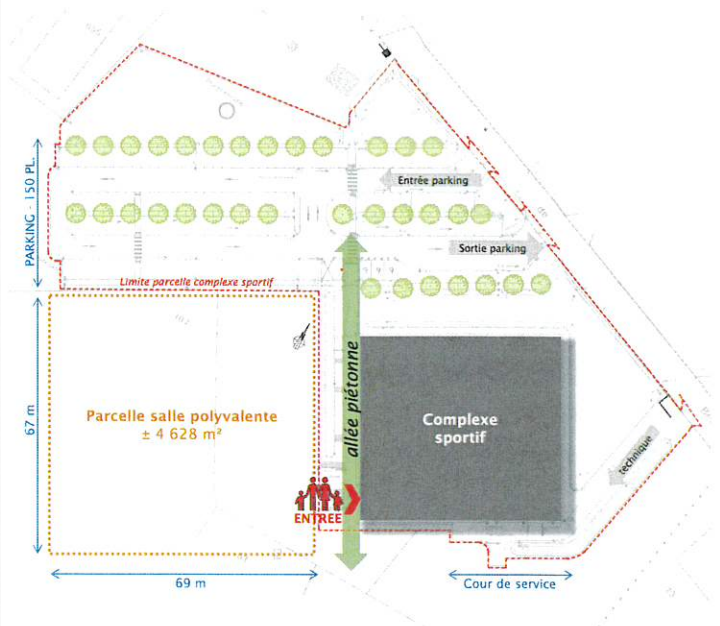 PARKING - 150 PL.
Entrée parking
Sortie parking
Limite parcelle complexe sportif
67 m
Parcelle salle polyvalente
± 4 628 m²
allée piétonne
Complexe
sportif
technique
ENTREE
69 m
Cour de service